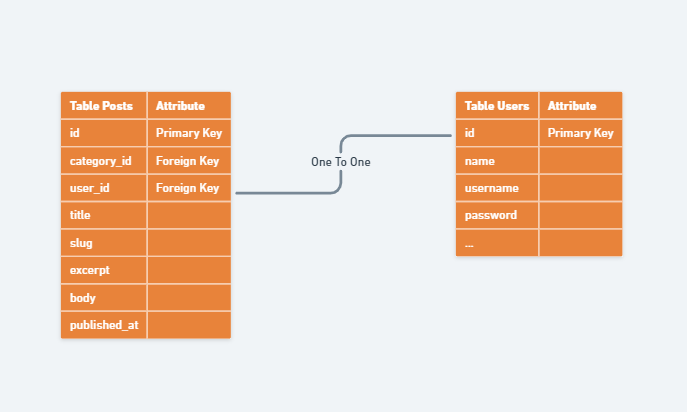 Table Posts Attribute
id Primary Key
category_id Foreign Key
user_id Foreign Key
title
slug
excerpt
body
published_at
One To One
Table Users Attribute
id Primary Key
name
username
password
...